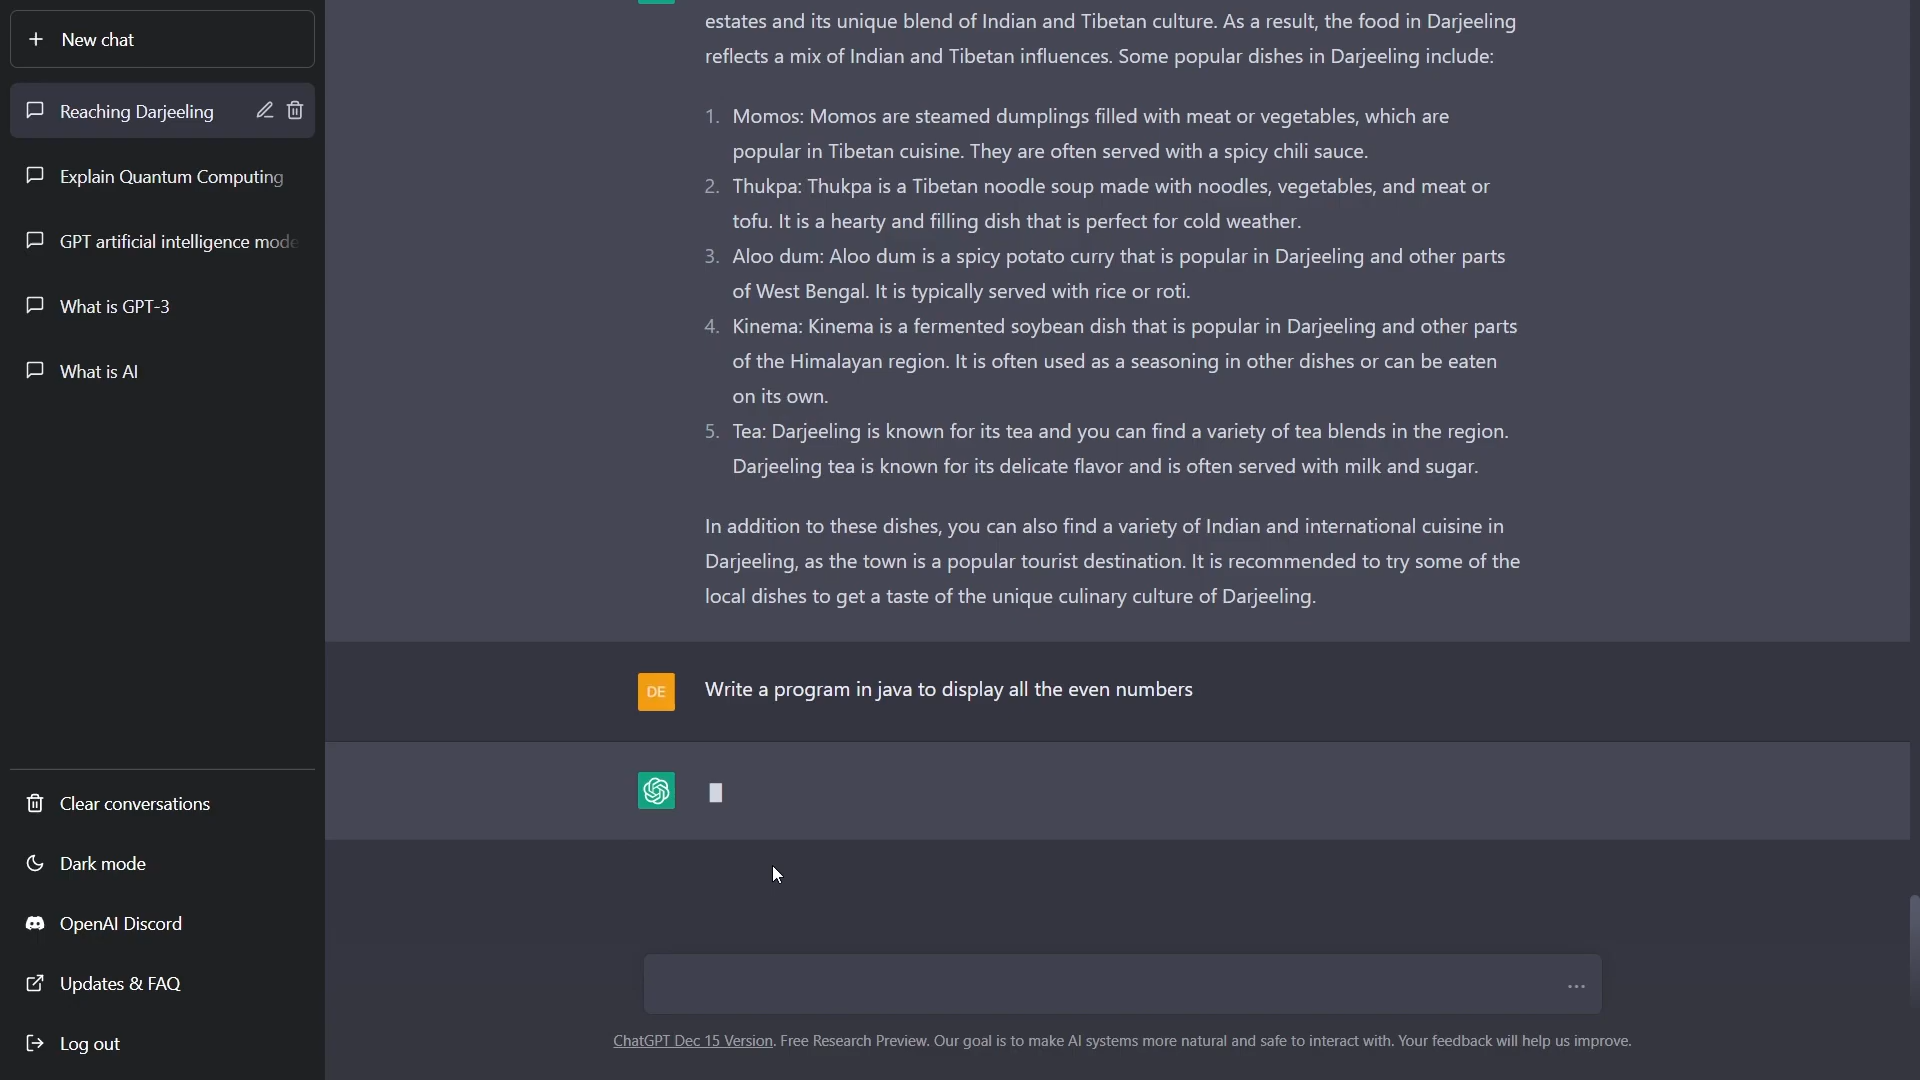 New chat
Reaching Darjeeling
Explain Quantum Computing
GPT artificial intelligence mode
What is GPT-3
What is AI
Clear conversations
Dark mode
OpenAI Discord
Updates & FAQ
Log out
estates and its unique blend of Indian and Tibetan culture. As a result, the food in Darjeeling
reflects a mix of Indian and Tibetan influences. Some popular dishes in Darjeeling include:
1. Momos: Momos are steamed dumplings filled with meat or vegetables, which are
popular in Tibetan cuisine. They are often served with a spicy chili sauce.
2. Thukpa: Thukpa is a Tibetan noodle soup made with noodles, vegetables, and meat or
tofu. It is a hearty and filling dish that is perfect for cold weather.
3. Aloo dum: Aloo dum is a spicy potato curry that is popular in Darjeeling and other parts
of West Bengal. It is typically served with rice or roti.
4. Kinema: Kinema is a fermented soybean dish that is popular in Darjeeling and other parts
of the Himalayan region. It is often used as a seasoning in other dishes or can be eaten
on its own.
5. Tea: Darjeeling is known for its tea and you can find a variety of tea blends in the region.
Darjeeling tea is known for its delicate flavor and is often served with milk and sugar.
In addition to these dishes, you can also find a variety of Indian and international cuisine in
Darjeeling, as the town is a popular tourist destination. It is recommended to try some of the
local dishes to get a taste of the unique culinary culture of Darjeeling.
DE
Write a program in java to display all the even numbers
ChatGPT Dec 15 Version. Free Research Preview. Our goal is to make AI systems more natural and safe to interact with. Your feedback will help us improve.